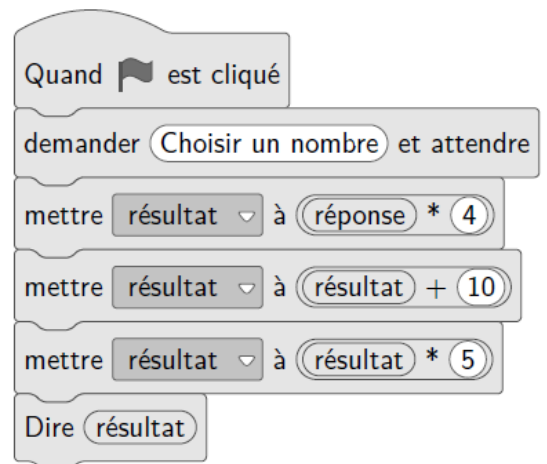 Quand est cliqué
demander Choisir un nombre et attendre
mettre résultat à réponse * 4
mettre résultat à résultat + 10
mettre résultat à résultat * 5
Dire résultat